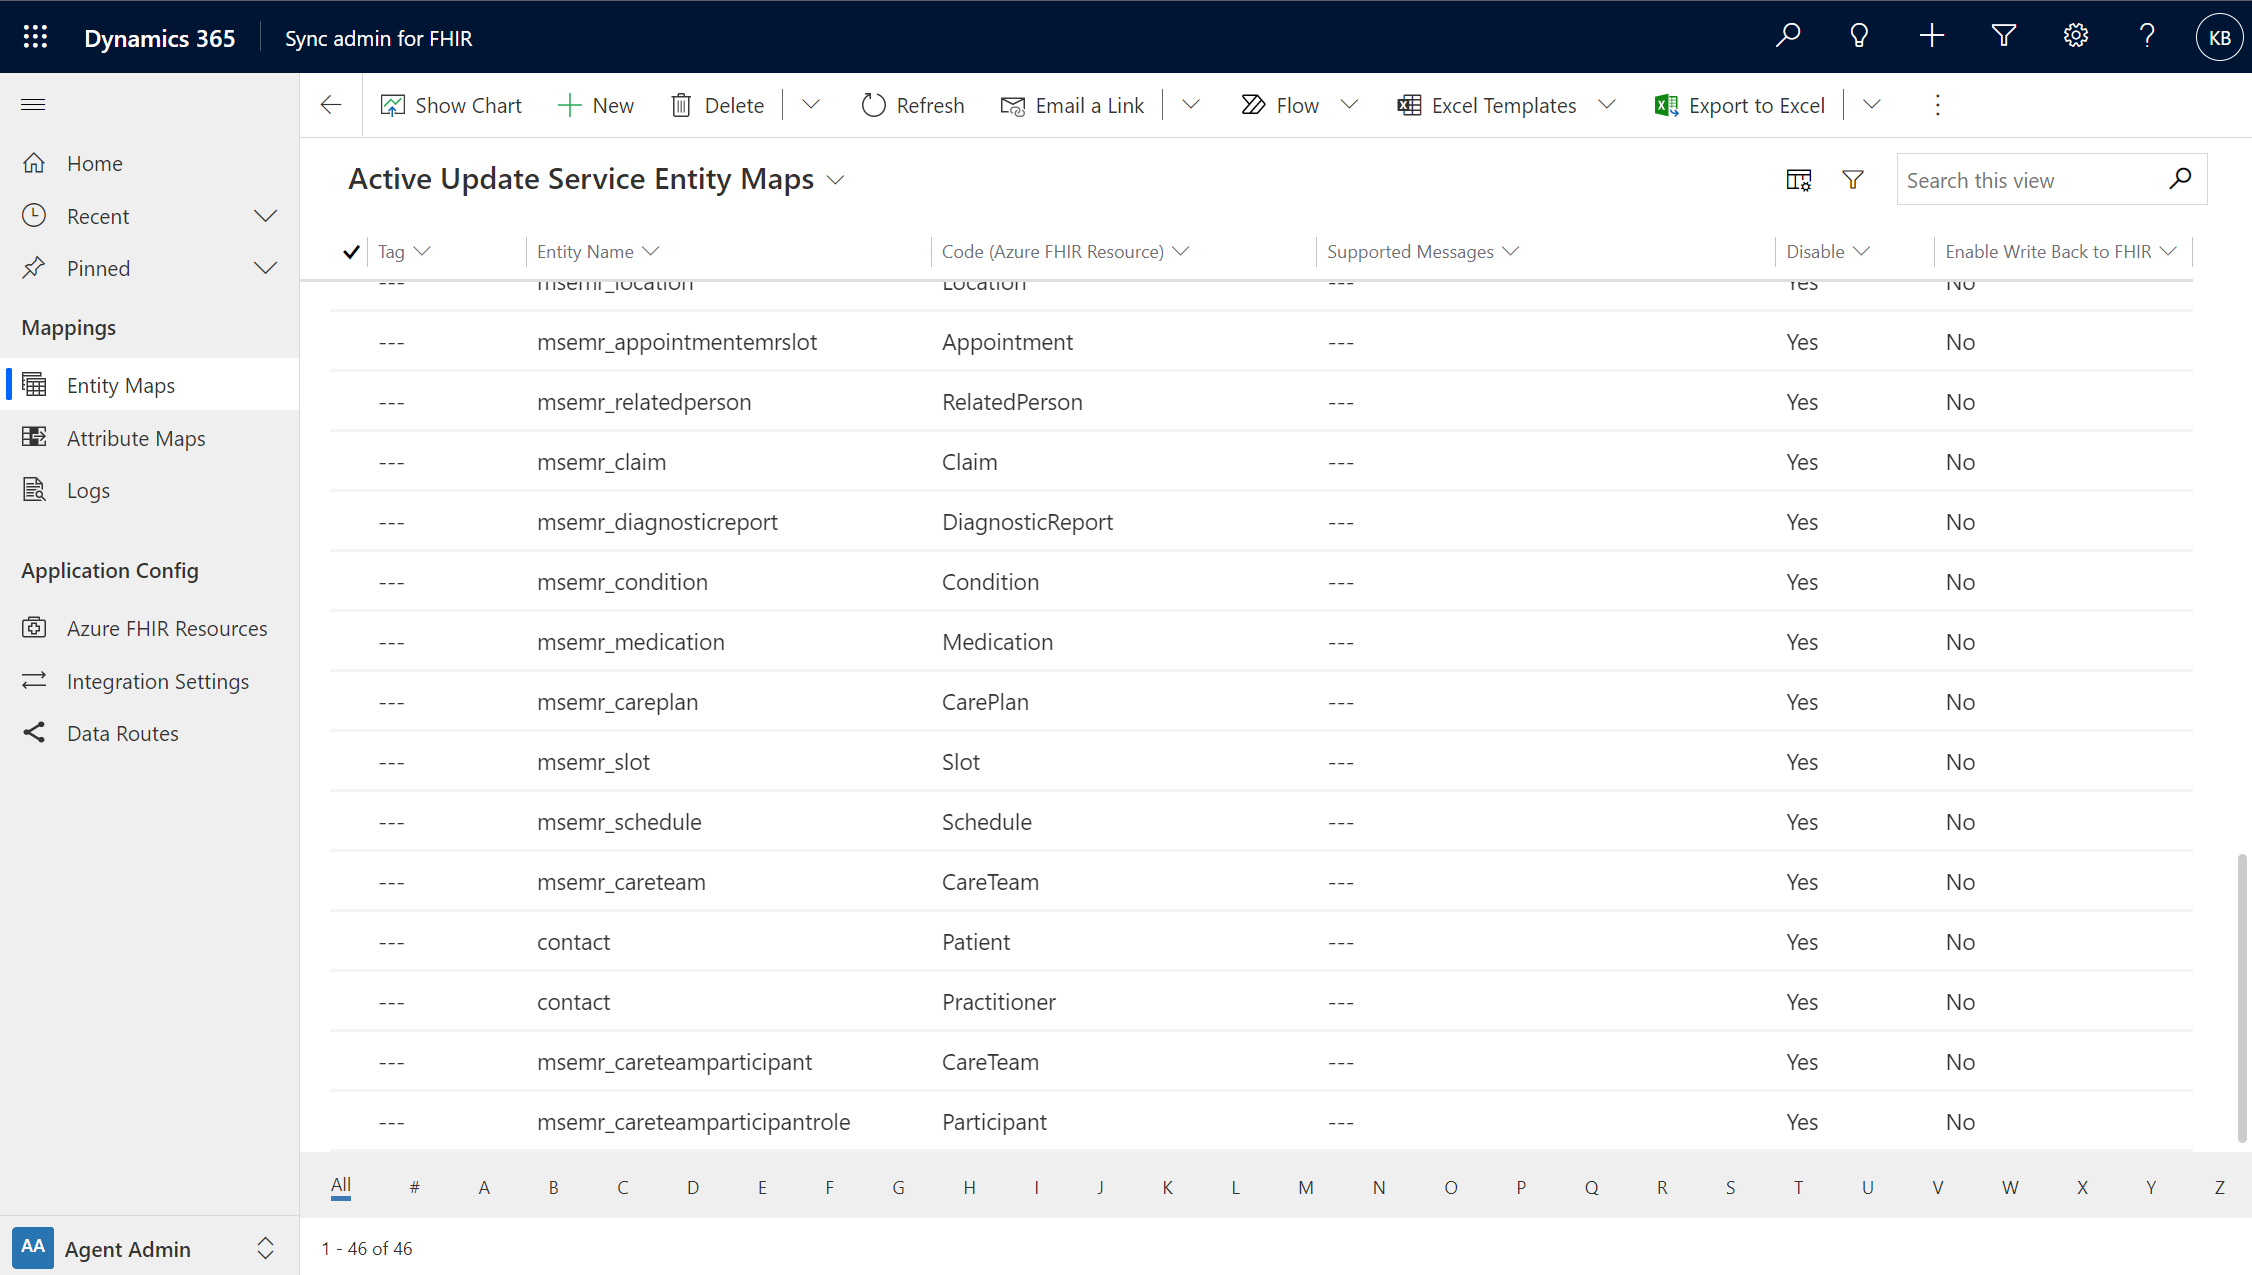 Dynamics 365 Sync admin for FHIR KB
Show Chart New Delete Refresh Email a Link Flow Excel Templates Export to Excel
Home
Recent
Pinned
Mappings
Entity Maps
Attribute Maps
Logs
Application Config
Azure FHIR Resources
Integration Settings
Data Routes
AA Agent Admin
Active Update Service Entity Maps Search this view
Tag Entity Name Code (Azure FHIR Resource) Supported Messages Disable Enable Write Back to FHIR
--- msemr_location Location --- Yes No
--- msemr_appointmentemrslot Appointment --- Yes No
--- msemr_relatedperson RelatedPerson --- Yes No
--- msemr_claim Claim --- Yes No
--- msemr_diagnosticreport DiagnosticReport --- Yes No
--- msemr_condition Condition --- Yes No
--- msemr_medication Medication --- Yes No
--- msemr_careplan CarePlan --- Yes No
--- msemr_slot Slot --- Yes No
--- msemr_schedule Schedule --- Yes No
--- msemr_careteam CareTeam --- Yes No
--- contact Patient --- Yes No
--- contact Practitioner --- Yes No
--- msemr_careteamparticipant CareTeam --- Yes No
--- msemr_careteamparticipantrole Participant --- Yes No
All # A B C D E F G H I J K L M N O P Q R S T U V W X Y Z
1 - 46 of 46